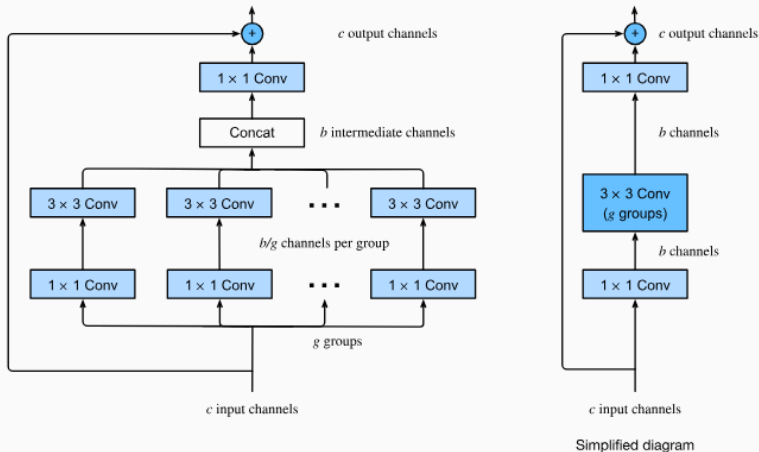 +
c output channels
1 × 1 Conv
Concat
b intermediate channels
3 × 3 Conv
3 × 3 Conv
...
3 × 3 Conv
b/g channels per group
1 × 1 Conv
1 × 1 Conv
...
1 × 1 Conv
g groups
c input channels
+
c output channels
1 × 1 Conv
b channels
3 × 3 Conv
(g groups)
b channels
1 × 1 Conv
c input channels
Simplified diagram